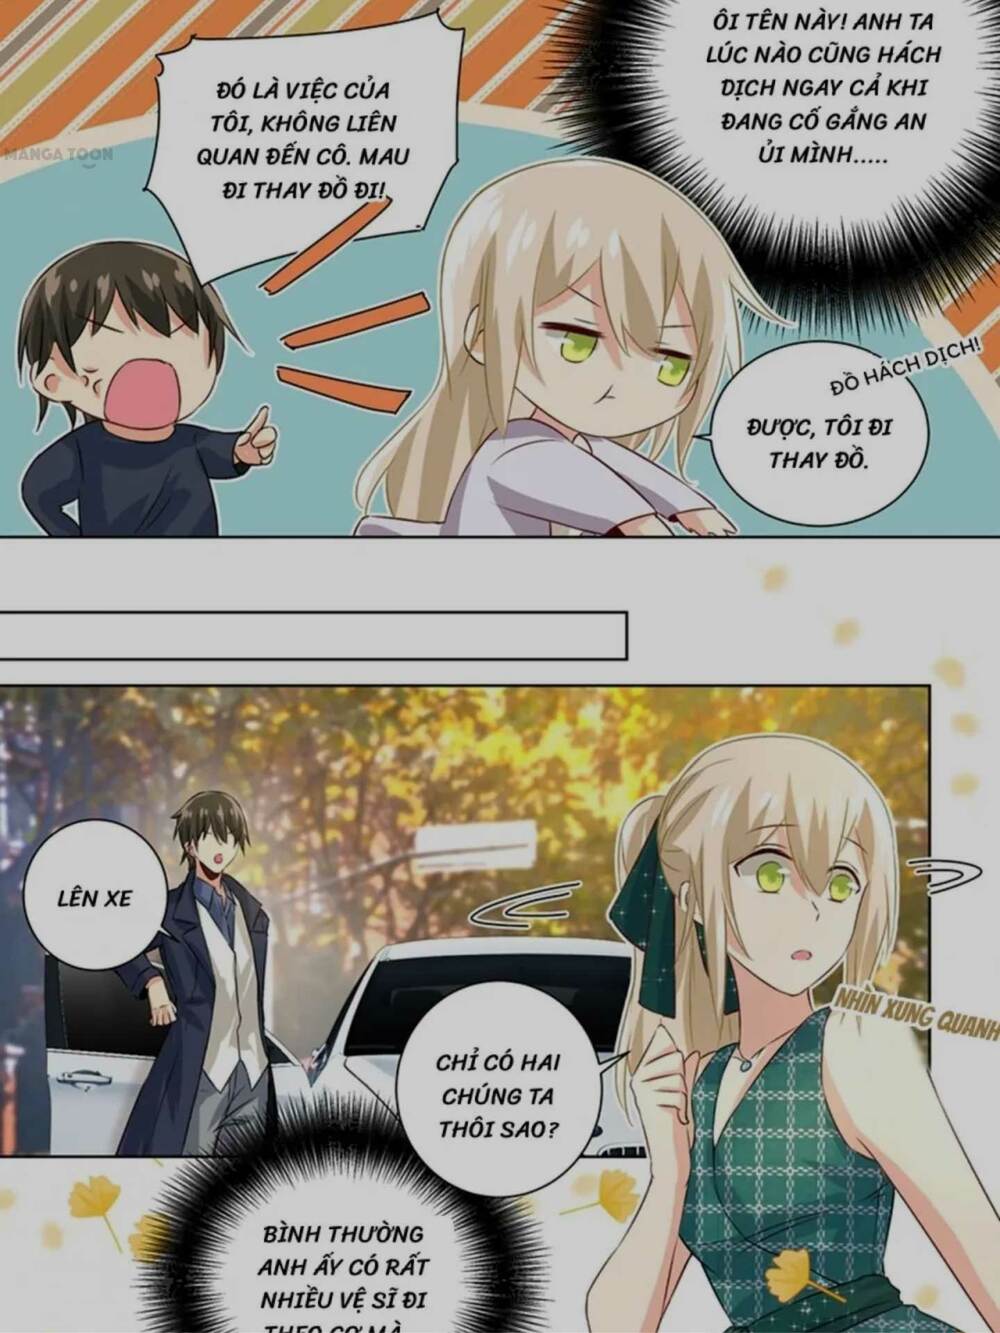 ÔI TÊN NÀY! ANH TA
LÚC NÀO CŨNG HÁCH
DỊCH NGAY CẢ KHI
ĐANG CỐ GẮNG AN
ỦI MÌNH.....
ĐÓ LÀ VIỆC CỦA
TÔI, KHÔNG LIÊN
QUAN ĐẾN CÔ. MAU
ĐI THAY ĐỒ ĐI!
MANGA TOON
ĐỒ HÁCH DỊCH!
ĐƯỢC, TÔI ĐI
THAY ĐỒ.
LÊN XE
NHÌN XUNG QUANH
CHỈ CÓ HAI
CHÚNG TA
THÔI SAO?
BÌNH THƯỜNG
ANH ẤY CÓ RẤT
NHIỀU VỆ SĨ ĐI
THEO CƠ MÀ